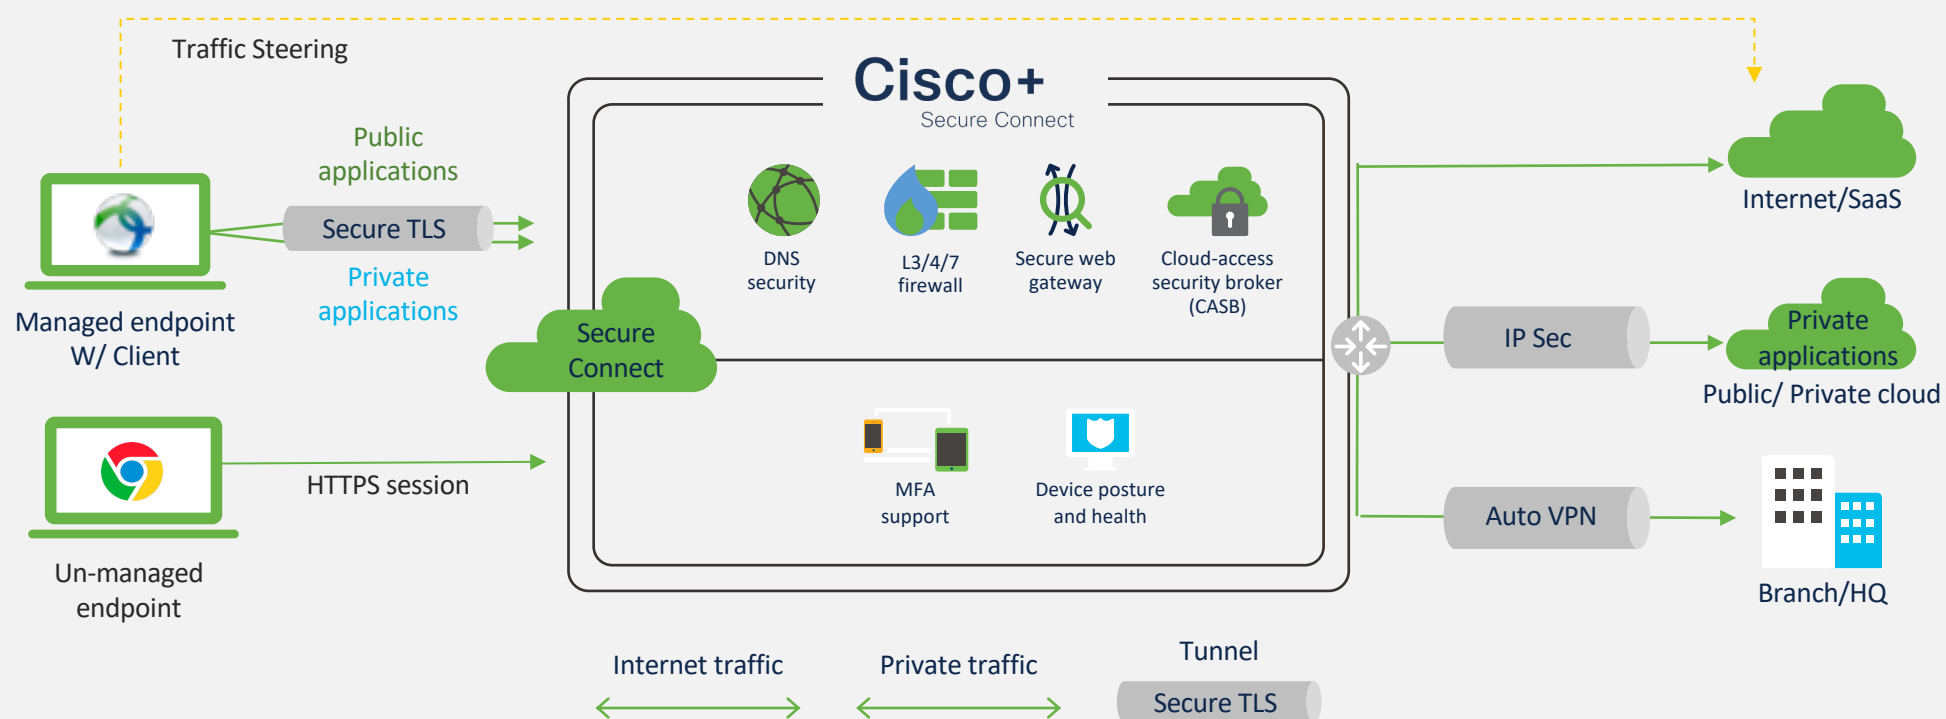 Traffic Steering
Cisco+
Secure Connect
Public
applications
Secure TLS
Private
applications
Managed endpoint
W/ Client
HTTPS session
Un-managed
endpoint
Secure
Connect
DNS
security
L3/4/7
firewall
Secure web
gateway
Cloud-access
security broker
(CASB)
MFA
support
Device posture
and health
Internet/SaaS
IP Sec
Private
applications
Public/ Private cloud
Auto VPN
Branch/HQ
Internet traffic
Private traffic
Tunnel
Secure TLS